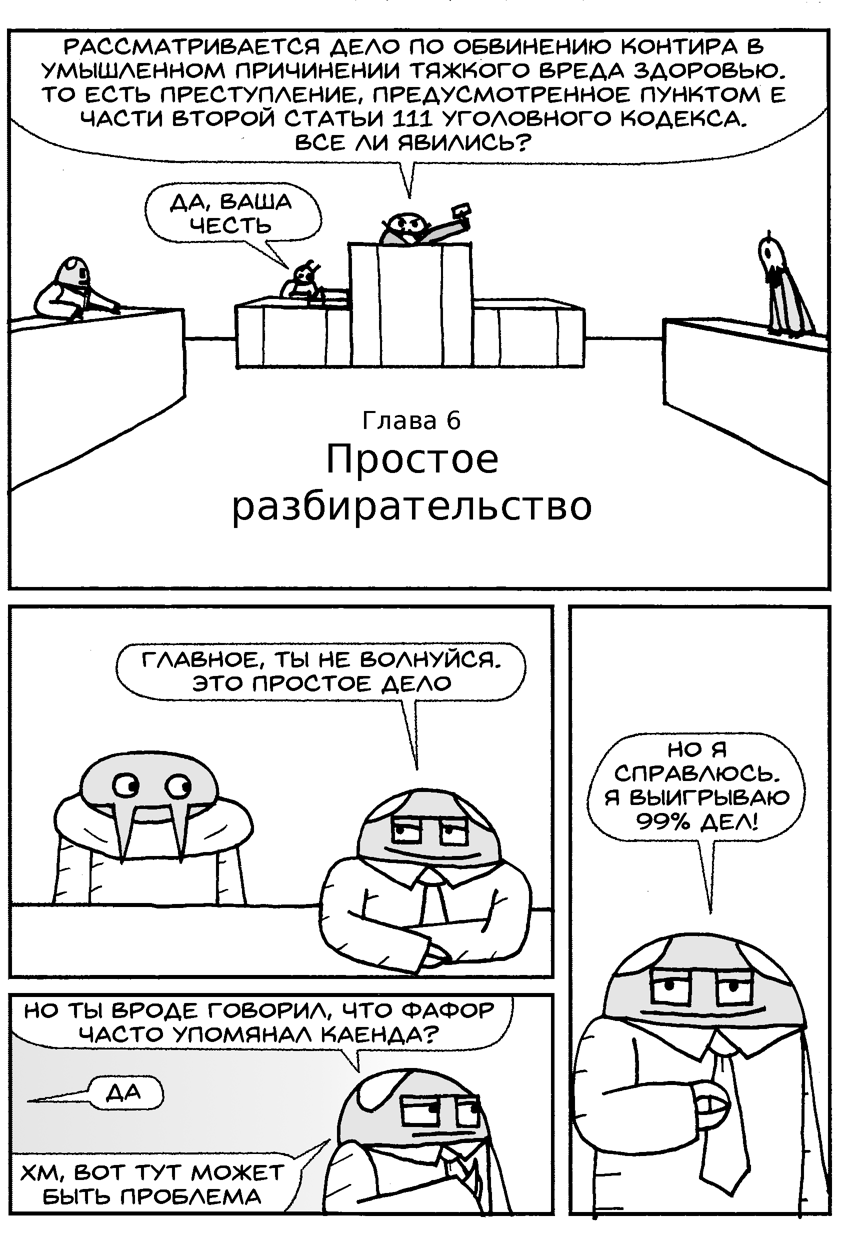 РАССМАТРИВАЕТСЯ ДЕЛО ПО ОБВИНЕНИЮ КОНТИРА В
УМЫШЛЕННОМ ПРИЧИНЕНИИ ТЯЖКОГО ВРЕДА ЗДОРОВЬЮ.
ТО ЕСТЬ ПРЕСТУПЛЕНИЕ, ПРЕДУСМОТРЕННОЕ ПУНКТОМ Е
ЧАСТИ ВТОРОЙ СТАТЬИ 111 УГОЛОВНОГО КОДЕКСА.
ВСЕ ЛИ ЯВИЛИСЬ?
ДА, ВАША
ЧЕСТЬ
Глава 6
Простое
разбирательство
ГЛАВНОЕ, ТЫ НЕ ВОЛНУЙСЯ.
ЭТО ПРОСТОЕ ДЕЛО
НО Я
СПРАВЛЮСЬ.
Я ВЫИГРЫВАЮ
99% ДЕЛ!
НО ТЫ ВРОДЕ ГОВОРИЛ, ЧТО ФАФОР
ЧАСТО УПОМЯНАЛ КАЕНДА?
ДА
ХМ, ВОТ ТУТ МОЖЕТ
БЫТЬ ПРОБЛЕМА